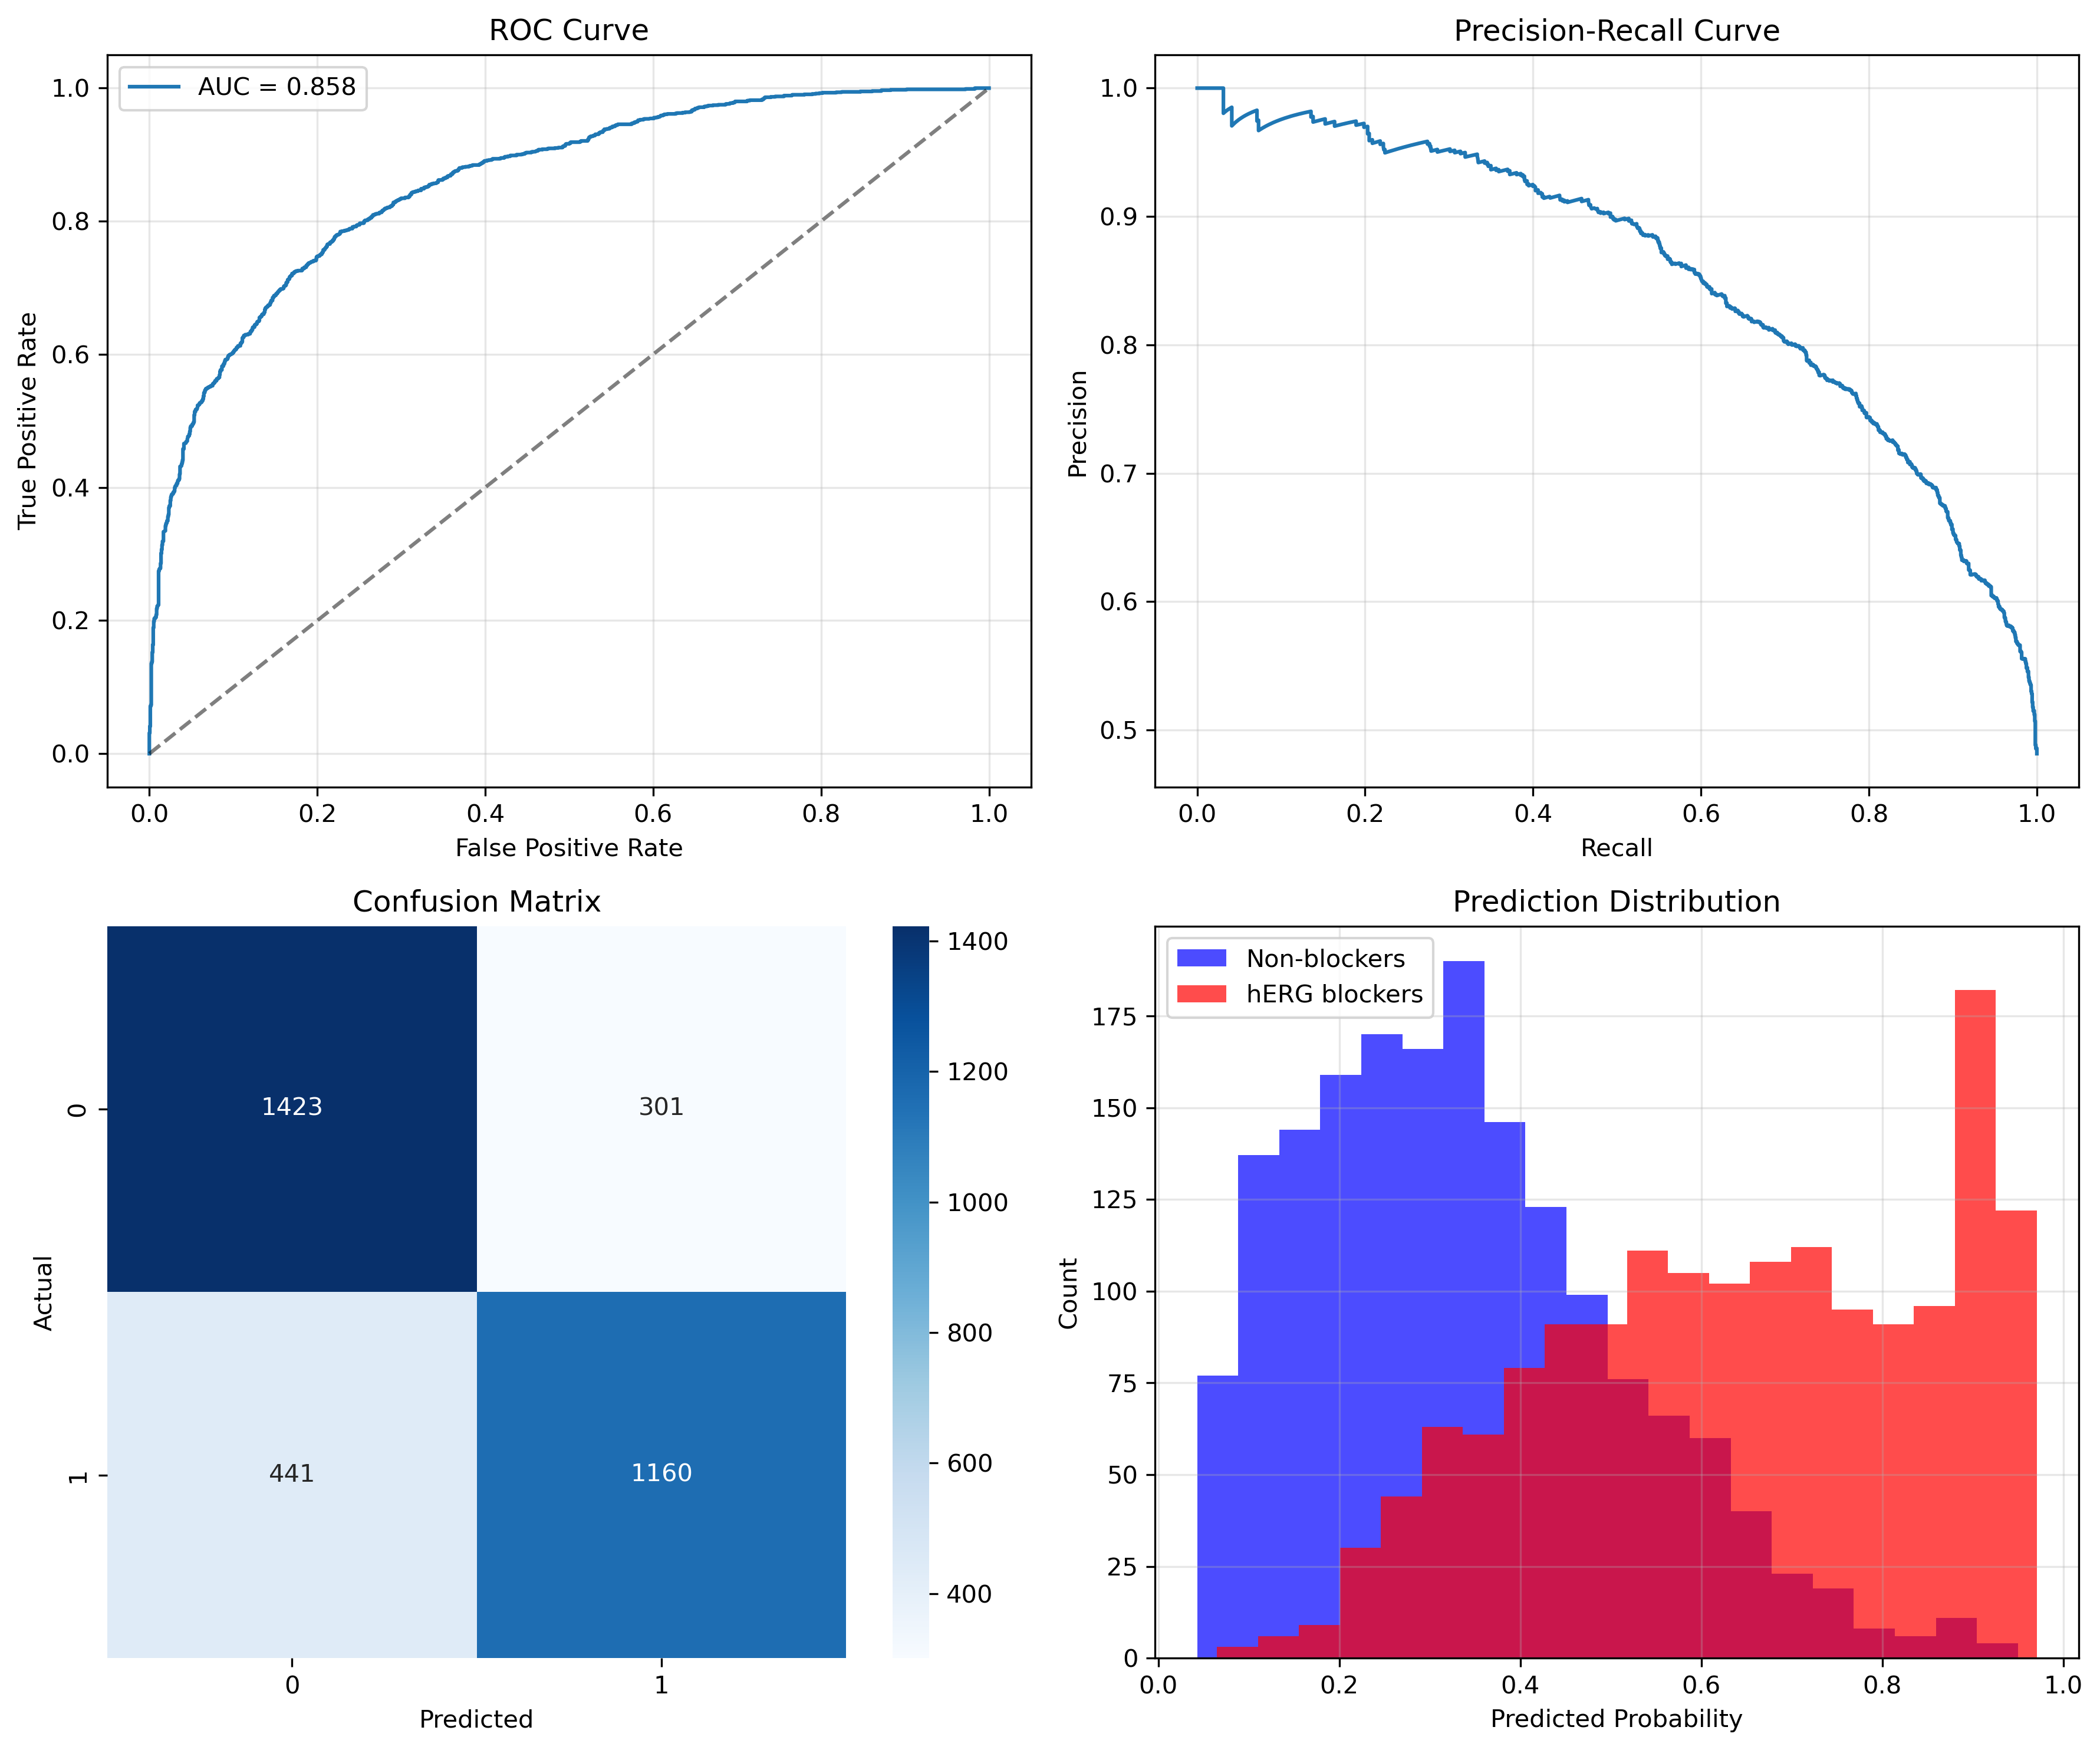 ROC Curve
AUC = 0.858
True Positive Rate
1.0
0.8
0.6
0.4
0.2
0.0
0.0 0.2 0.4 0.6 0.8 1.0
False Positive Rate
Precision-Recall Curve
Precision
1.0
0.9
0.8
0.7
0.6
0.5
0.0 0.2 0.4 0.6 0.8 1.0
Recall
Confusion Matrix
Actual
0
1
1423 301
441 1160
0 1
Predicted
1400
1200
1000
800
600
400
Prediction Distribution
Non-blockers
hERG blockers
Count
175
150
125
100
75
50
25
0
0.0 0.2 0.4 0.6 0.8 1.0
Predicted Probability